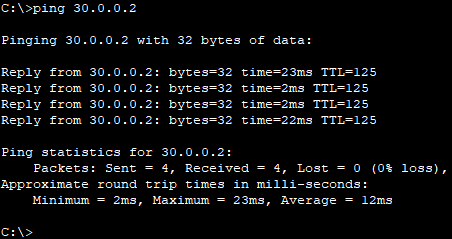 C:\>ping 30.0.0.2
Pinging 30.0.0.2 with 32 bytes of data:
Reply from 30.0.0.2: bytes=32 time=23ms TTL=125
Reply from 30.0.0.2: bytes=32 time=2ms TTL=125
Reply from 30.0.0.2: bytes=32 time=2ms TTL=125
Reply from 30.0.0.2: bytes=32 time=22ms TTL=125
Ping statistics for 30.0.0.2:
    Packets: Sent = 4, Received = 4, Lost = 0 (0% loss),
Approximate round trip times in milli-seconds:
    Minimum = 2ms, Maximum = 23ms, Average = 12ms
C:\>